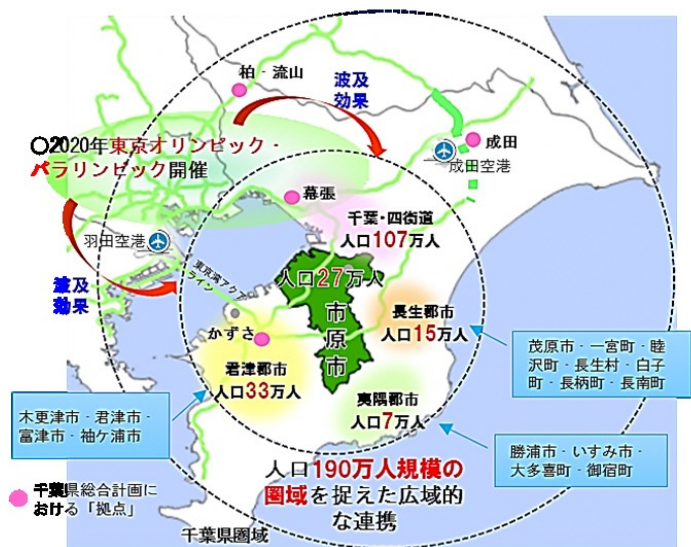 柏・流山
波及
効果
〇2020年東京オリンピック・
パラリンピック開催
成田
成田空港
幕張
千葉・四街道
人口107万人
羽田空港
東京湾アクア
ライン
人口27万人
市原市
波及
効果
長生郡市
人口15万人
かずさ
君津郡市
人口33万人
茂原市・一宮町・睦
沢町・長生村・白子
町・長柄町・長南町
夷隅郡市
人口7万人
木更津市・君津市・
富津市・袖ケ浦市
勝浦市・いすみ市・
大多喜町・御宿町
人口190万人規模の
圏域を捉えた広域的
な連携
千葉県総合計画に
おける「拠点」
千葉県圏域